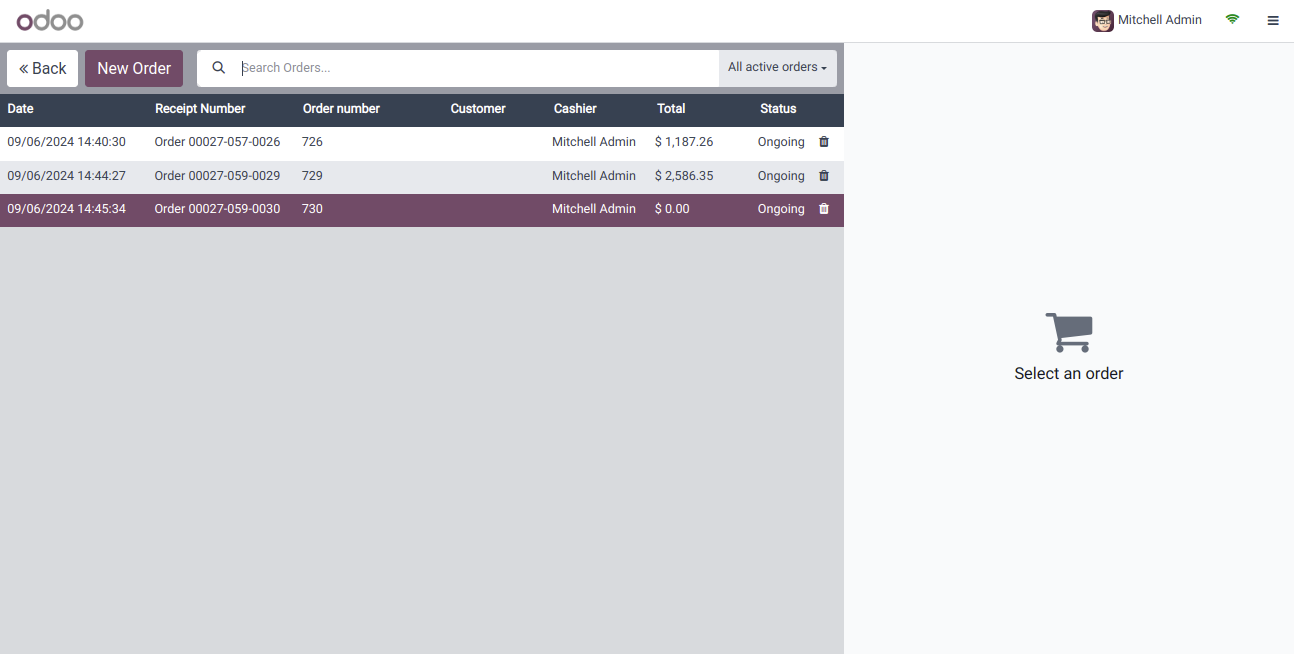 odoo
Mitchell Admin
Back New Order Search Orders... All active orders
Date Receipt Number Order number Customer Cashier Total Status
09/06/2024 14:40:30 Order 00027-057-0026 726 Mitchell Admin $ 1,187.26 Ongoing
09/06/2024 14:44:27 Order 00027-059-0029 729 Mitchell Admin $ 2,586.35 Ongoing
09/06/2024 14:45:34 Order 00027-059-0030 730 Mitchell Admin $ 0.00 Ongoing
Select an order